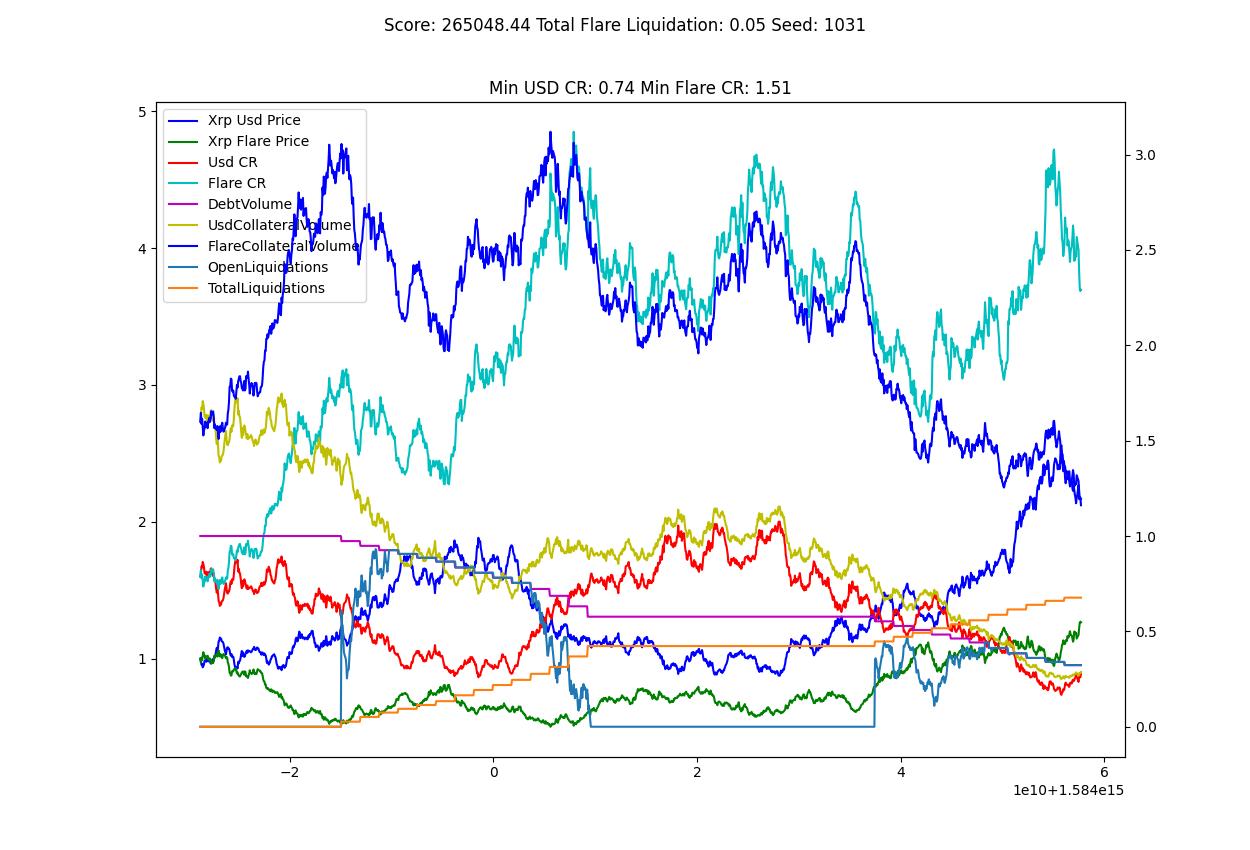 Score: 265048.44 Total Flare Liquidation: 0.05 Seed: 1031
Min USD CR: 0.74 Min Flare CR: 1.51
Xrp Usd Price
Xrp Flare Price
Usd CR
Flare CR
DebtVolume
UsdCollateralVolume
FlareCollateralVolume
OpenLiquidations
TotalLiquidations
5
4
3
2
1
3.0
2.5
2.0
1.5
1.0
0.5
0.0
−2
0
2
4
6
1e10+1.584e15